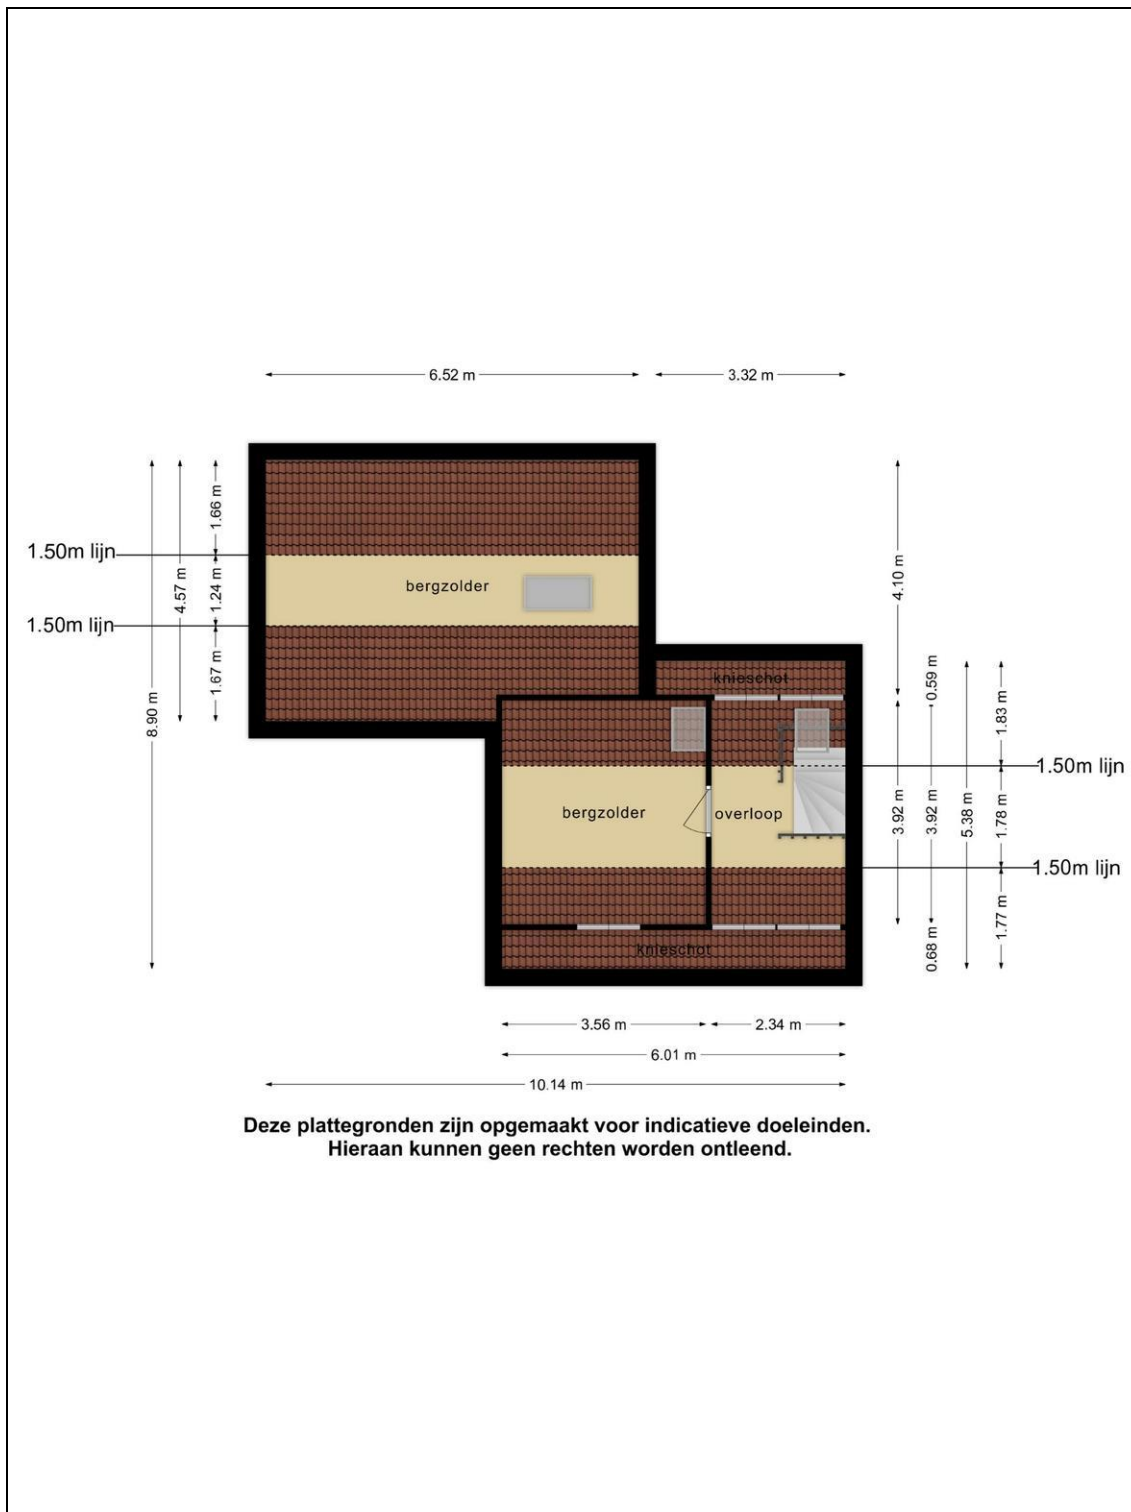 6.52 m
3.32 m
8.90 m
4.57 m
1.66 m
1.24 m
1.67 m
1.50m lijn
1.50m lijn
bergzolder
knieschot
bergzolder
overloop
knieschot
4.10 m
3.92 m
0.59 m
3.92 m
0.68 m
5.38 m
1.83 m
1.78 m
1.77 m
1.50m lijn
1.50m lijn
3.56 m
2.34 m
6.01 m
10.14 m
Deze plattegronden zijn opgemaakt voor indicatieve doeleinden.
Hieraan kunnen geen rechten worden ontleend.